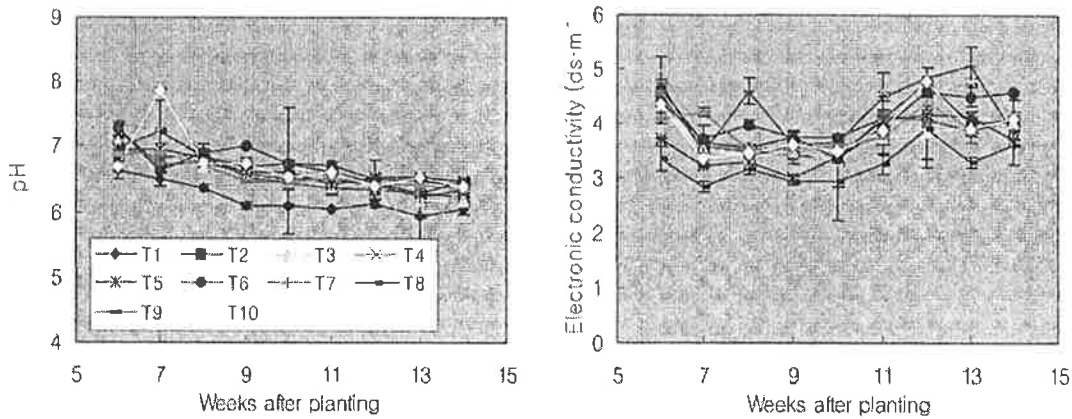 9
8
7
6
5
4
pH
T1 T2 T3 T4
T5 T6 T7 T8
T9 T10
5 7 9 11 13 15
Weeks after planting
6
5
4
3
2
1
0
Electronic conductivity (ds·m
5 7 9 11 13 15
Weeks after planting